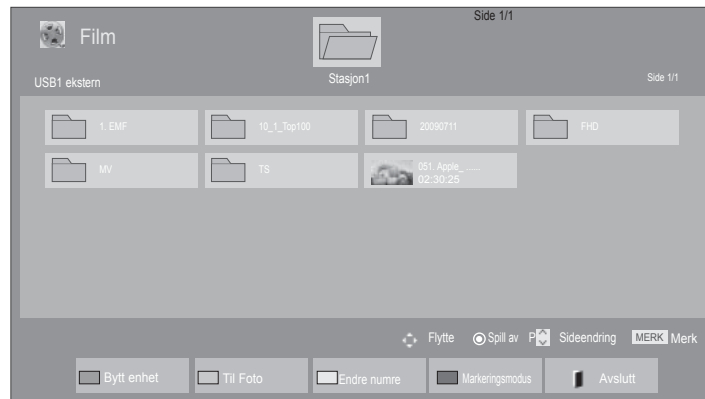 Side 1/1
Film
USB1 ekstern
Stasjon1
Side 1/1
1. EMF
10_1_Top100
20090711
FHD
MV
TS
051. Apple_ ......
02:30:25
Flytte
Spill av
P
Sideendring
MERK Merk
Bytt enhet
Til Foto
Endre numre
Markeringsmodus
Avslutt